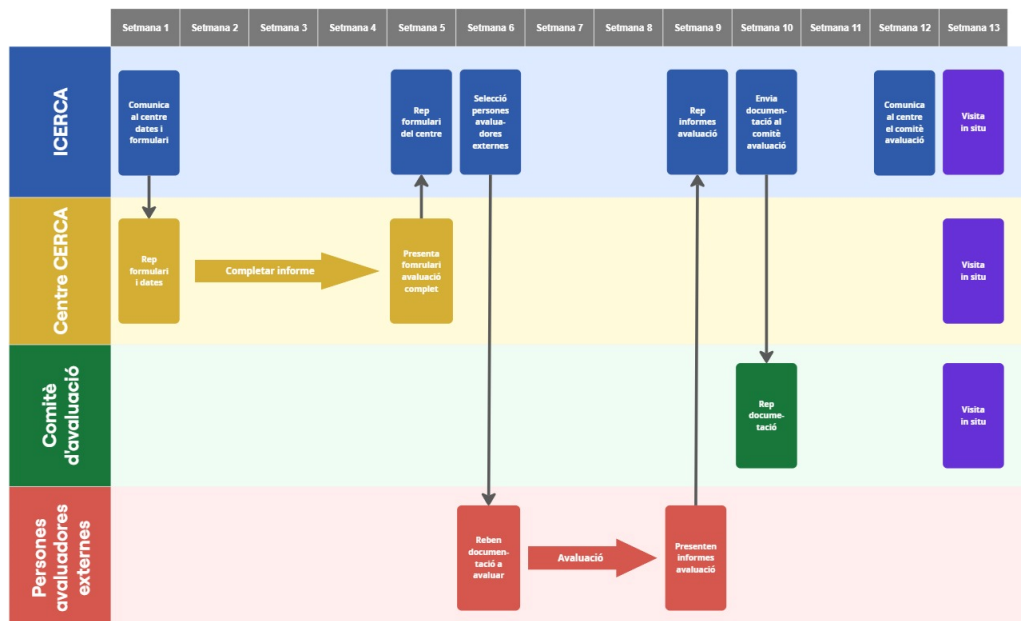 Setmana 1
Setmana 2
Setmana 3
Setmana 4
Setmana 5
Setmana 6
Setmana 7
Setmana 8
Setmana 9
Setmana 10
Setmana 11
Setmana 12
Setmana 13
ICERCA
Comunica
al centre
dates i
formulari
Rep
formulari
del centre
Selecció
persones
avalua-
dores
externes
Rep
informes
avaluació
Envia
documen-
tació al
comitè
avaluació
Comunica
al centre
el comitè
avaluació
Visita
in situ
Centre CERCA
Rep
formulari
i dates
Completar informe
Presenta
fomrulari
avaluació
complet
Visita
in situ
Comitè
d'avaluació
Rep
docume-
tació
Visita
in situ
Persones
avaluadores
externes
Reben
documen-
tació a
avaluar
Avaluació
Presenten
informes
avaluació